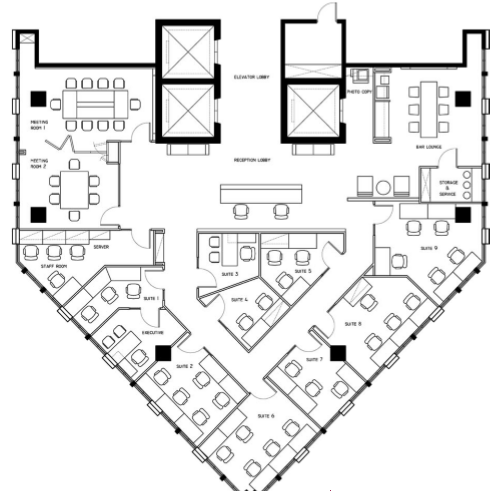 ELEVATOR LOBBY
PHOTO COPY
MEETING
ROOM 1
BAR LOUNGE
RECEPTION LOBBY
MEETING
ROOM 2
STORAGE
&
SERVICE
SERVER
STAFF ROOM
SUITE 9
SUITE 3
SUITE 5
SUITE 1
SUITE 4
SUITE 8
EXECUTIVE
SUITE 2
SUITE 7
SUITE 6